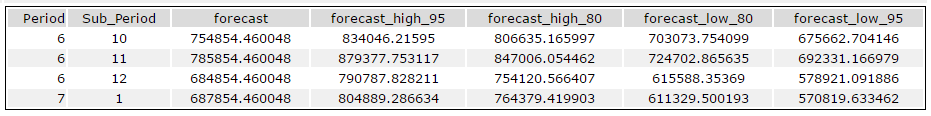 Period Sub_Period forecast forecast_high_95 forecast_high_80 forecast_low_80 forecast_low_95
6 10 754854.460048 834046.21595 806635.165997 703073.754099 675662.704146
6 11 785854.460048 879377.753117 847006.054462 724702.865635 692331.166979
6 12 684854.460048 790787.828211 754120.566407 615588.35369 578921.091886
7 1 687854.460048 804889.286634 764379.419903 611329.500193 570819.633462